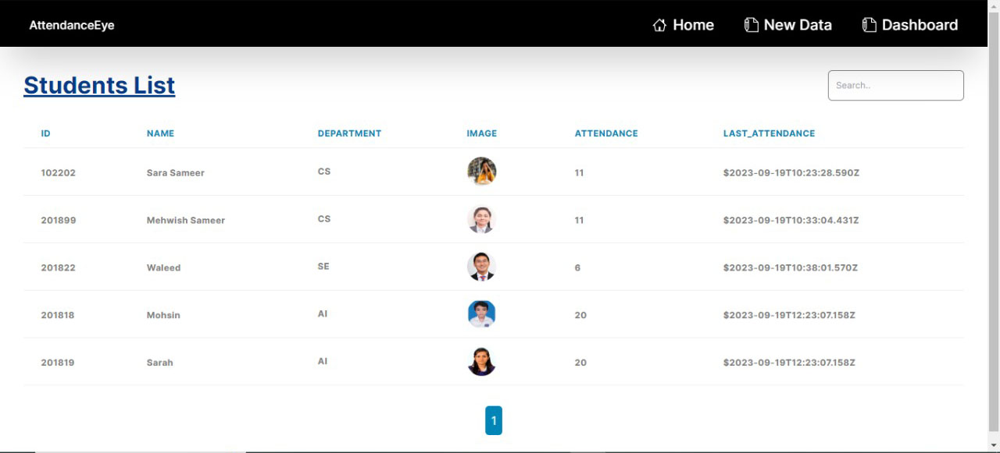 AttendanceEye Home New Data Dashboard
Students List Search..
ID NAME DEPARTMENT IMAGE ATTENDANCE LAST_ATTENDANCE
102202 Sara Sameer CS 11 $2023-09-19T10:23:28.590Z
201899 Mehwish Sameer CS 11 $2023-09-19T10:33:04.431Z
201822 Waleed SE 6 $2023-09-19T10:38:01.570Z
201818 Mohsin AI 20 $2023-09-19T12:23:07.158Z
201819 Sarah AI 20 $2023-09-19T12:23:07.158Z
1